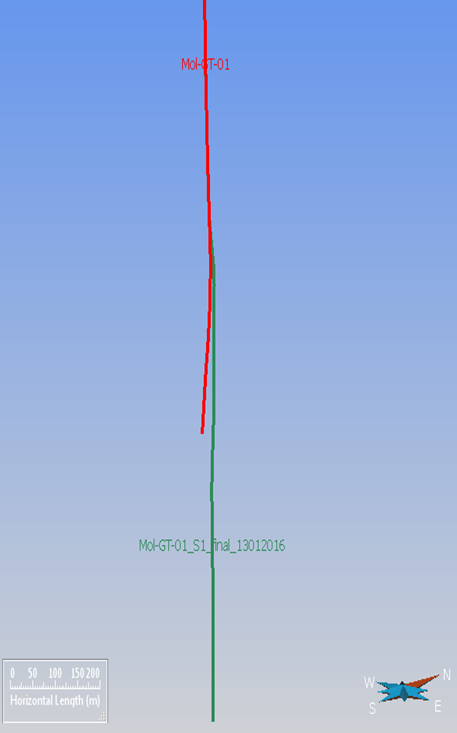 Mol-GT-01
Mol-GT-01_S1_final_13012016
0 50 100 150 200
Horizontal Length (m)
W N
S E